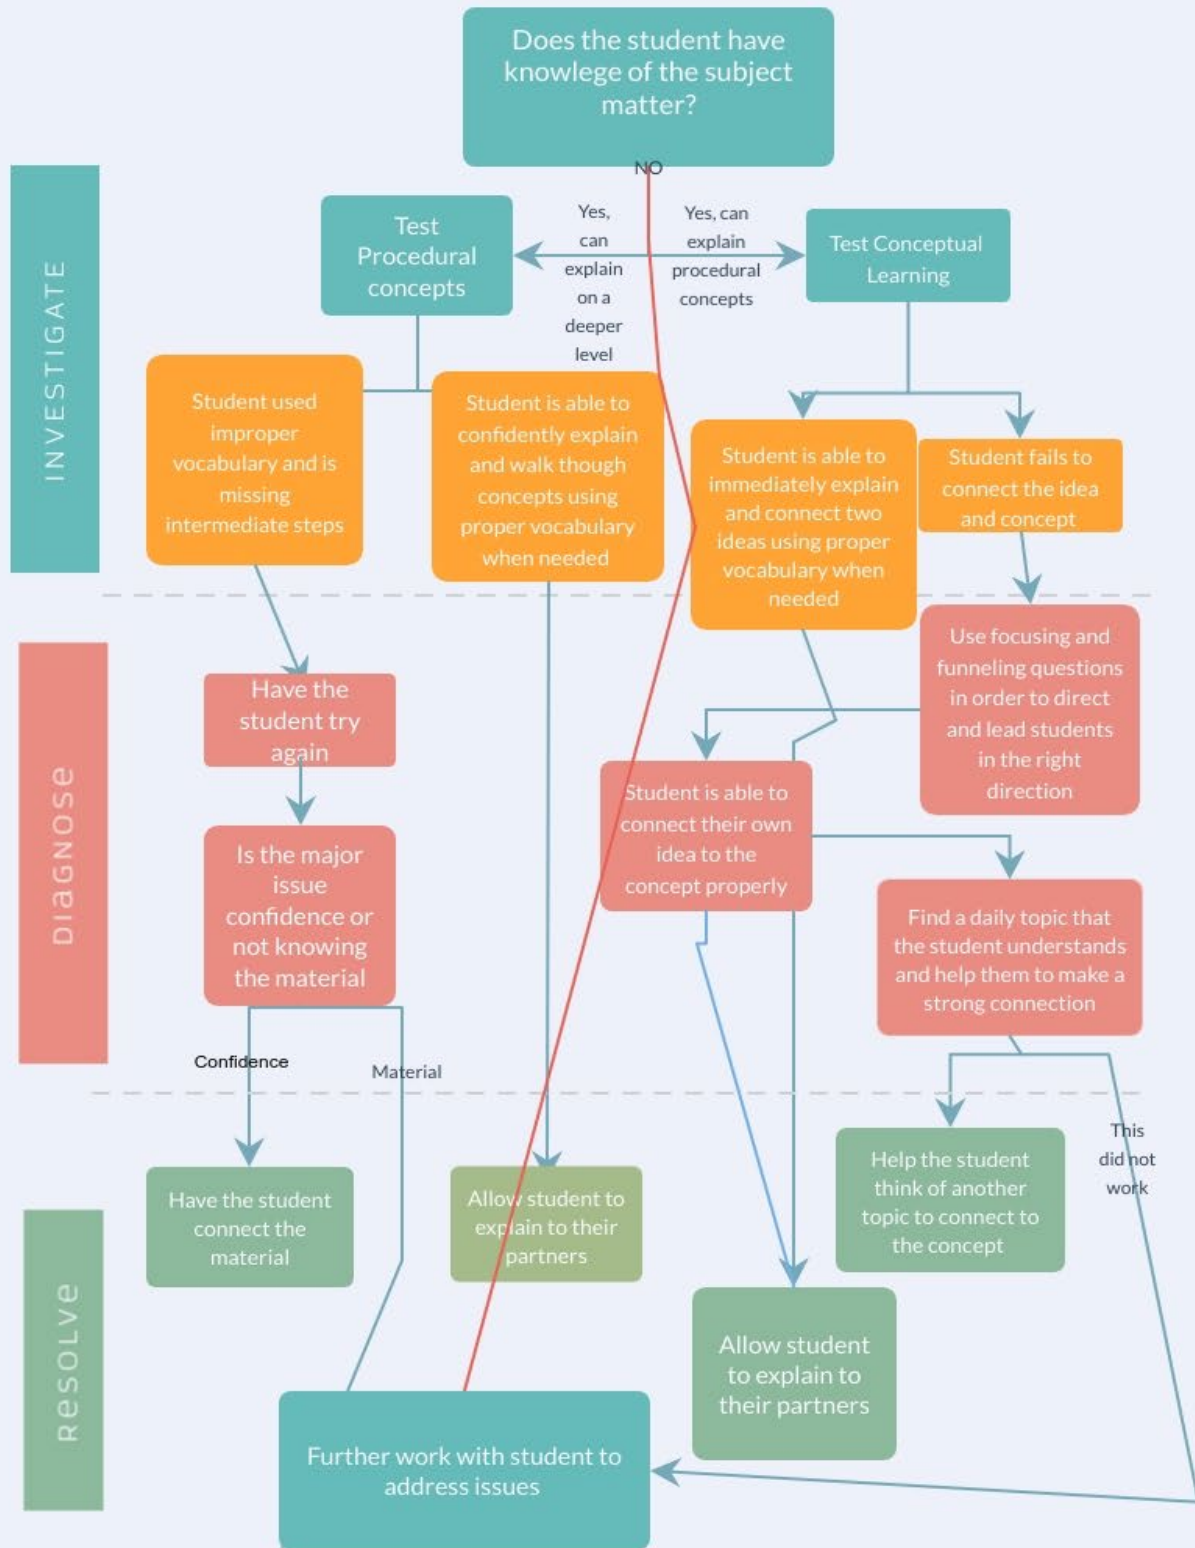 Does the student have
knowlege of the subject
matter?
NO
INVESTIGATE
Test
Procedural
concepts
Yes,
can
explain
on a
deeper
level
Yes, can
explain
procedural
concepts
Test Conceptual
Learning
Student used
improper
vocabulary and is
missing
intermediate steps
Student is able to
confidently explain
and walk though
concepts using
proper vocabulary
when needed
Student is able to
immediately explain
and connect two
ideas using proper
vocabulary when
needed
Student fails to
connect the idea
and concept
DIAGNOSE
Have the
student try
again
Use focusing and
funneling questions
in order to direct
and lead students
in the right
direction
Is the major
issue
confidence or
not knowing
the material
Student is able to
connect their own
idea to the
concept properly
Find a daily topic that
the student understands
and help them to make a
strong connection
Confidence
Material
This
did not
work
RESOLVE
Have the student
connect the
material
Allow student to
explain to their
partners
Help the student
think of another
topic to connect to
the concept
Allow student
to explain to
their partners
Further work with student to
address issues